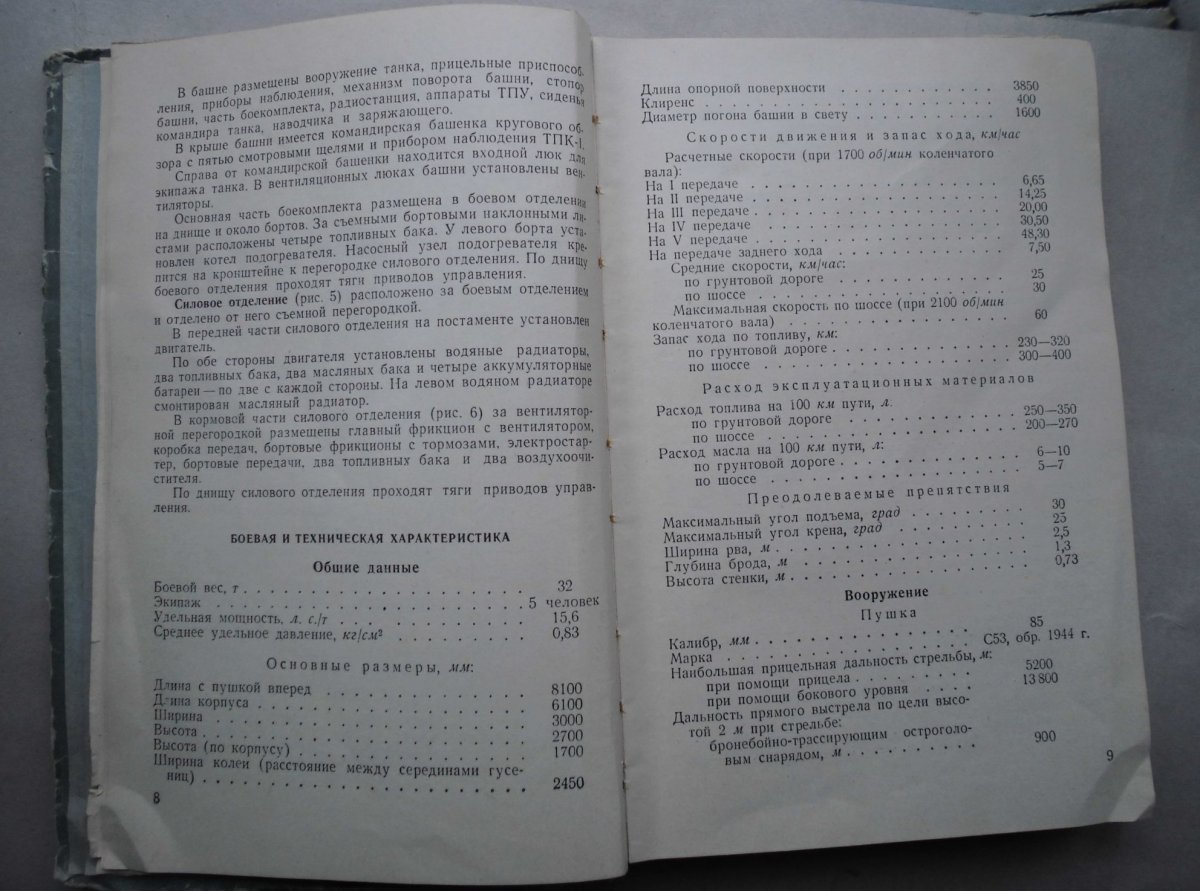 В башне размещены вооружение танка, прицельные приспособ-
ления, приборы наблюдения, механизм поворота башни, стопор
башни, часть боекомплекта, радиостанция, аппараты ТПУ, сиденья
командира танка, наводчика и заряжающего.
В крыше башни имеется командирская башенка кругового об-
зора с пятью смотровыми щелями и прибором наблюдения ТПК-1.
Справа от командирской башенки находится входной люк для
экипажа танка. В вентиляционных люках башни установлены вен-
тиляторы.
Основная часть боекомплекта размещена в боевом отделении
на днище и около бортов. За съемными бортовыми наклонными ли-
стами расположены четыре топливных бака. У левого борта уста-
новлен котел подогревателя. Насосный узел подогревателя кре-
пится на кронштейне к перегородке силового отделения. По днищу
боевого отделения проходят тяги приводов управления.
Силовое отделение (рис. 5) расположено за боевым отделением
и отделено от него съемной перегородкой.
В передней части силового отделения на постаменте установлен
двигатель.
По обе стороны двигателя установлены водяные радиаторы,
два топливных бака, два масляных бака и четыре аккумуляторные
батареи — по две с каждой стороны. На левом водяном радиаторе
смонтирован масляный радиатор.
В кормовой части силового отделения (рис. 6) за вентилятор-
ной перегородкой размещены главный фрикцион с вентилятором,
коробка передач, бортовые фрикционы с тормозами, электростар-
тер, бортовые передачи, два топливных бака и два воздухоочи-
стителя.
По днищу силового отделения проходят тяги приводов управ-
ления.
БОЕВАЯ И ТЕХНИЧЕСКАЯ ХАРАКТЕРИСТИКА
Общие данные
Боевой вес, т . . . . . . . . . . 32
Экипаж . . . . . . . . . . 5 человек
Удельная мощность, л. с./т . . . . . . . . . . 15,6
Среднее удельное давление, кг/см² . . . . . . . . 0,83
Основные размеры, мм:
Длина с пушкой вперед . . . . . . . . . . 8100
Длина корпуса . . . . . . . . . . 6100
Ширина . . . . . . . . . . 3000
Высота . . . . . . . . . . 2700
Высота (по корпусу) . . . . . . . . . . 1700
Ширина колеи (расстояние между серединами гусе-
ниц) . . . . . . . . . . 2450
8
Длина опорной поверхности . . . . . . . . . . 3850
Клиренс . . . . . . . . . . 400
Диаметр погона башни в свету . . . . . . . . . . 1600
Скорости движения и запас хода, км/час
Расчетные скорости (при 1700 об/мин коленчатого
вала):
На I передаче . . . . . . . . . . 6,65
На II передаче . . . . . . . . . . 14,25
На III передаче . . . . . . . . . . 20,00
На IV передаче . . . . . . . . . . 30,50
На V передаче . . . . . . . . . . 48,30
На передаче заднего хода . . . . . . . . . . 7,50
Средние скорости, км/час:
по грунтовой дороге . . . . . . . . . . 25
по шоссе . . . . . . . . . . 30
Максимальная скорость по шоссе (при 2100 об/мин
коленчатого вала) . . . . . . . . . . 60
Запас хода по топливу, км:
по грунтовой дороге . . . . . . . . . . 230—320
по шоссе . . . . . . . . . . 300—400
Расход эксплуатационных материалов
Расход топлива на 100 км пути, л:
по грунтовой дороге . . . . . . . . . . 250—350
по шоссе . . . . . . . . . . 200—270
Расход масла на 100 км пути, л:
по грунтовой дороге . . . . . . . . . . 6—10
по шоссе . . . . . . . . . . 5—7
Преодолеваемые препятствия
Максимальный угол подъема, град . . . . . . . . . . 30
Максимальный угол крена, град . . . . . . . . . . 25
Ширина рва, м . . . . . . . . . . 2,5
Глубина брода, м . . . . . . . . . . 1,3
Высота стенки, м . . . . . . . . . . 0,73
Вооружение
Пушка
Калибр, мм . . . . . . . . . . 85
Марка . . . . . . . . . . С53, обр. 1944 г.
Наибольшая прицельная дальность стрельбы, м:
при помощи прицела . . . . . . . . 5200
при помощи бокового уровня . . . . 13 800
Дальность прямого выстрела по цели высо-
той 2 м при стрельбе:
бронебойно-трассирующим остроголо-
вым снарядом, м . . . . . . . . . . 900
9